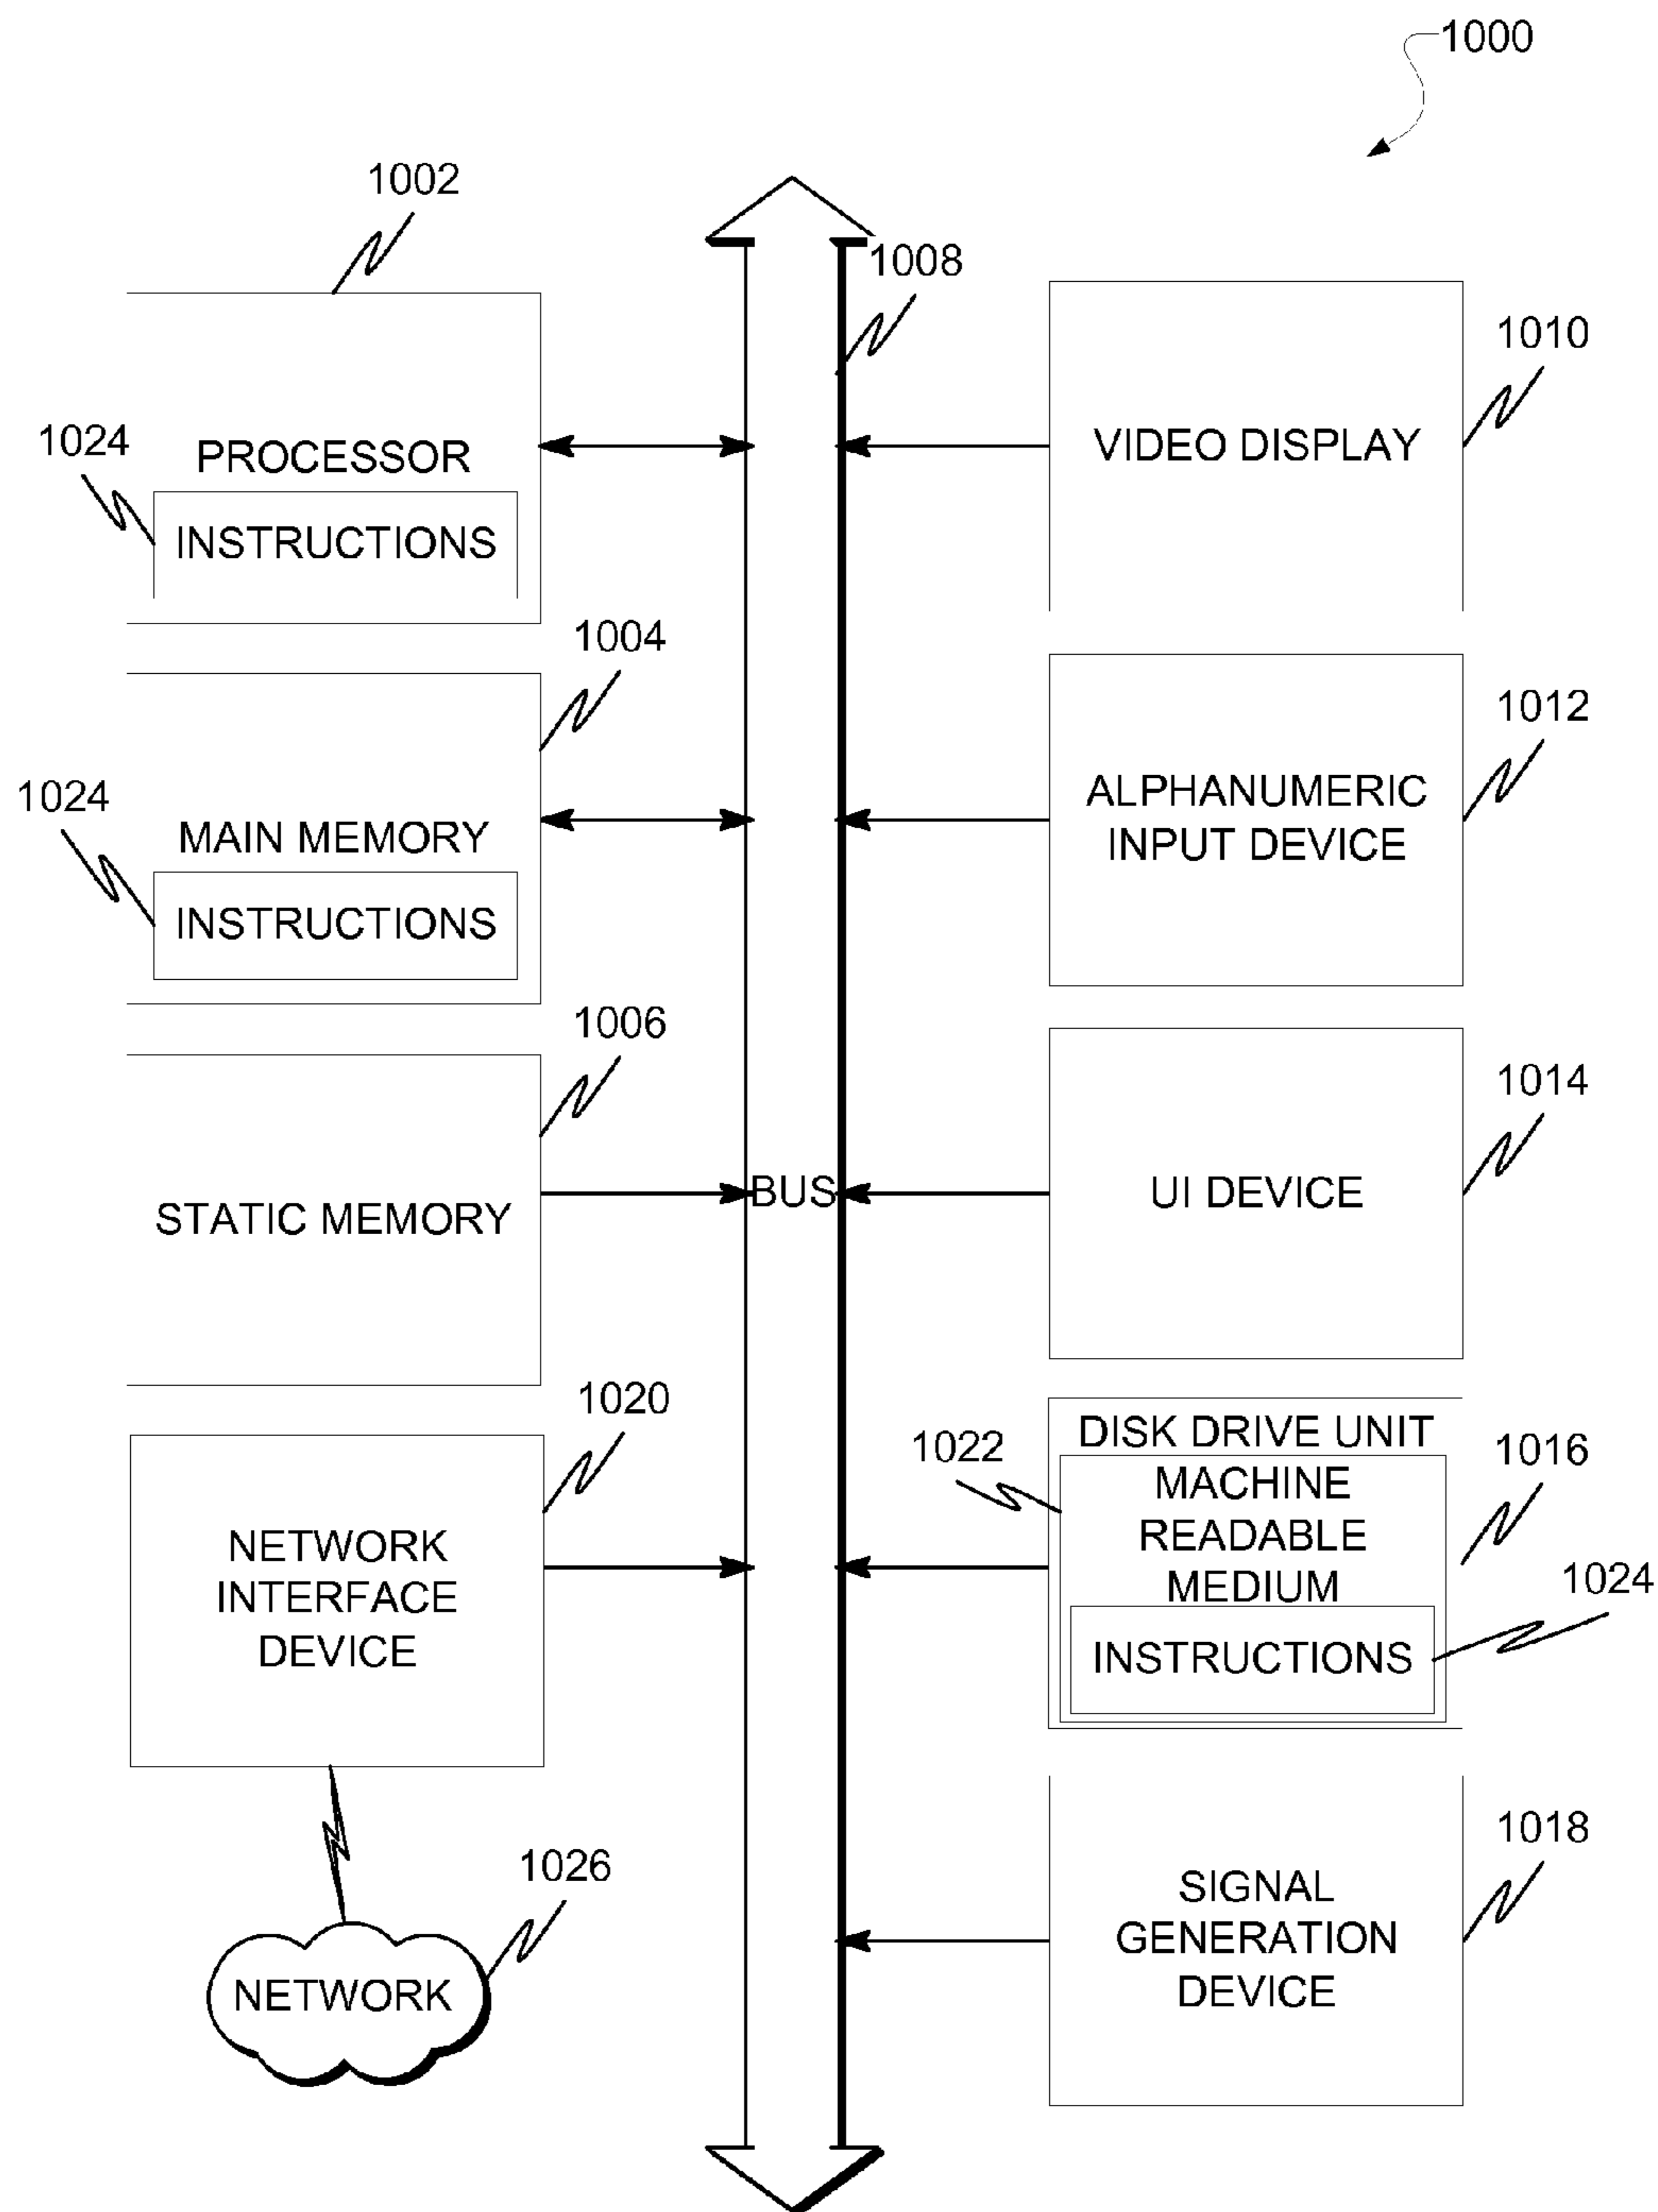 1000
1002
1008
1010
1024
PROCESSOR
INSTRUCTIONS
VIDEO DISPLAY
1004
1012
1024
MAIN MEMORY
INSTRUCTIONS
ALPHANUMERIC
INPUT DEVICE
1006
1014
STATIC MEMORY
BUS
UI DEVICE
1020
1022
DISK DRIVE UNIT
1016
MACHINE
READABLE
MEDIUM
1024
INSTRUCTIONS
NETWORK
INTERFACE
DEVICE
1026
NETWORK
1018
SIGNAL
GENERATION
DEVICE